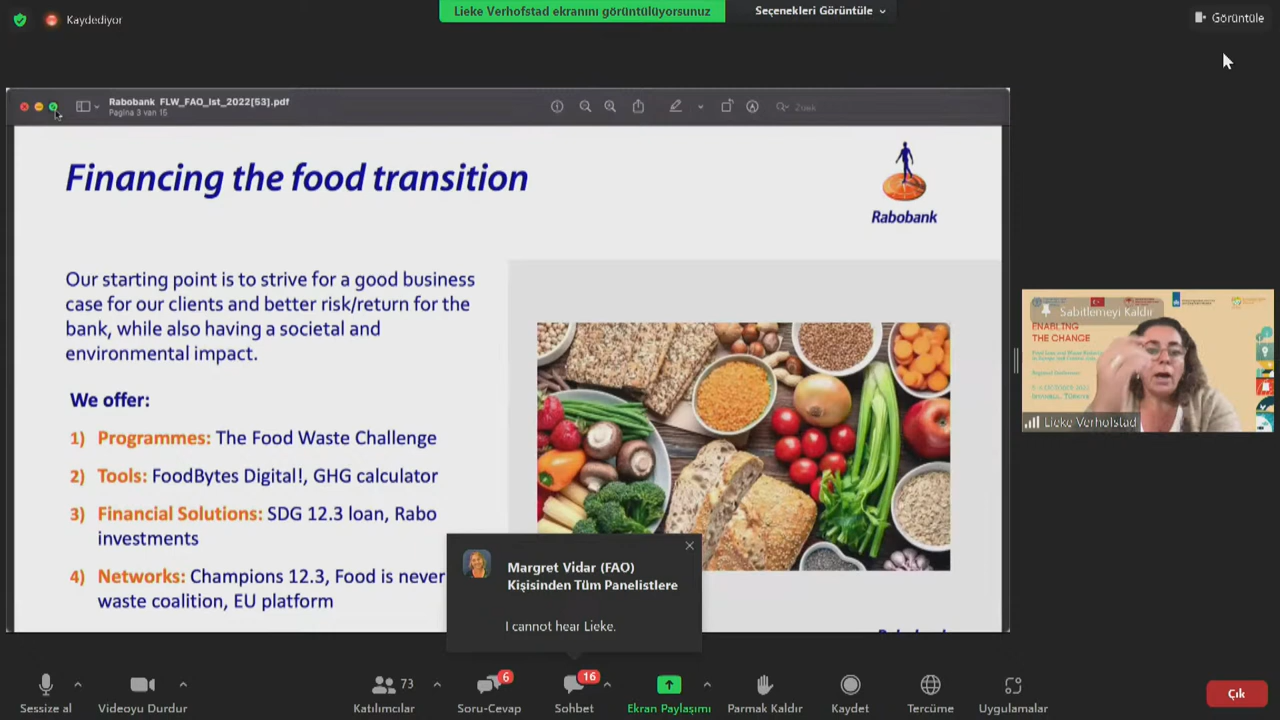 Kaydediyor
Lieke Verhofstad ekranını görüntülüyorsunuz
Seçenekleri Görüntüle
Görüntüle
Rabobank FLW_FAO_Ist_2022[53].pdf
Pagina 3 van 15
Zoek
Financing the food transition
Rabobank
Our starting point is to strive for a good business
case for our clients and better risk/return for the
bank, while also having a societal and
environmental impact.
We offer:
1) Programmes: The Food Waste Challenge
2) Tools: FoodBytes Digital!, GHG calculator
3) Financial Solutions: SDG 12.3 loan, Rabo
investments
4) Networks: Champions 12.3, Food is never
waste coalition, EU platform
Sabitlemeyi Kaldır
ENABLING
THE CHANGE
Lieke Verhofstad
Margret Vidar (FAO)
Kişisinden Tüm Panelistlere
I cannot hear Lieke.
Sessize al
Videoyu Durdur
73
Katılımcılar
6
Soru-Cevap
16
Sohbet
Ekran Paylaşımı
Parmak Kaldır
Kaydet
Tercüme
Uygulamalar
Çık